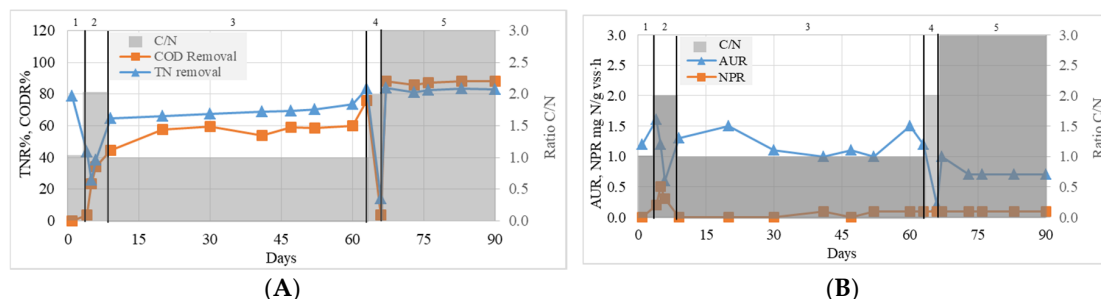 1 2 3 4 5
120
100
80
60
40
20
0
TNR%, CODR%
C/N
COD Removal
TN removal
3.0
2.5
2.0
1.5
1.0
0.5
0.0
Ratio C/N
0 15 30 45 60 75 90
Days
(A)
1 2 3 4 5
3.0
2.5
2.0
1.5
1.0
0.5
0.0
AUR, NPR mg N/g vss·h
C/N
AUR
NPR
3.0
2.5
2.0
1.5
1.0
0.5
0.0
Ratio C/N
0 15 30 45 60 75 90
Days
(B)